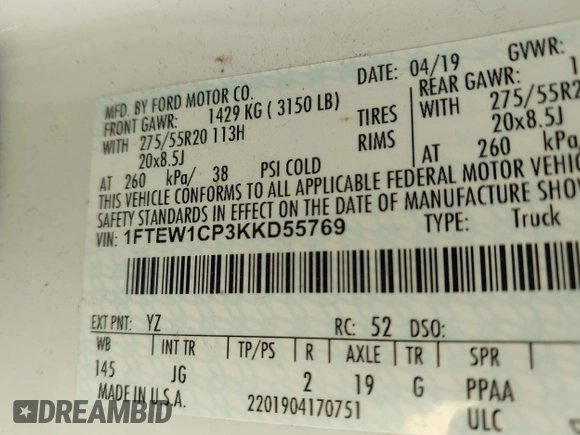 MFD. BY FORD MOTOR CO.
DATE: 04/19
GVWR:
FRONT GAWR: 1429 KG ( 3150 LB)
REAR GAWR:
WITH 275/55R20 113H
TIRES
WITH 275/55R
20x8.5J
RIMS
20x8.5J
AT 260 kPa/ 38 PSI COLD
AT 260
THIS VEHICLE CONFORMS TO ALL APPLICABLE FEDERAL MOTOR VEHIC
SAFETY STANDARDS IN EFFECT ON THE DATE OF MANUFACTURE SHO
VIN: 1FTEW1CP3KKD55769
TYPE: Truck
EXT PNT: YZ
RC: 52 DSO:
WB INT TR TP/PS R AXLE TR SPR
145 JG 2 19 G PPAA
MADE IN U.S.A.
2201904170751
ULC
DREAMBID